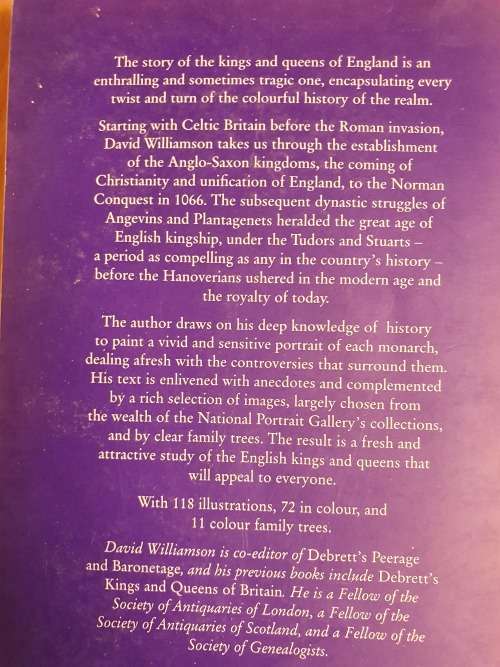 The story of the kings and queens of England is an
enthralling and sometimes tragic one, encapsulating every
twist and turn of the colourful history of the realm.
Starting with Celtic Britain before the Roman invasion,
David Williamson takes us through the establishment
of the Anglo-Saxon kingdoms, the coming of
Christianity and unification of England, to the Norman
Conquest in 1066. The subsequent dynastic struggles of
Angevins and Plantagenets heralded the great age of
English kingship, under the Tudors and Stuarts –
a period as compelling as any in the country's history –
before the Hanoverians ushered in the modern age and
the royalty of today.
The author draws on his deep knowledge of history
to paint a vivid and sensitive portrait of each monarch,
dealing afresh with the controversies that surround them.
His text is enlivened with anecdotes and complemented
by a rich selection of images, largely chosen from
the wealth of the National Portrait Gallery's collections,
and by clear family trees. The result is a fresh and
attractive study of the English kings and queens that
will appeal to everyone.
With 118 illustrations, 72 in colour, and
11 colour family trees.
David Williamson is co-editor of Debrett's Peerage
and Baronetage, and his previous books include Debrett's
Kings and Queens of Britain. He is a Fellow of the
Society of Antiquaries of London, a Fellow of the
Society of Antiquaries of Scotland, and a Fellow of the
Society of Genealogists.